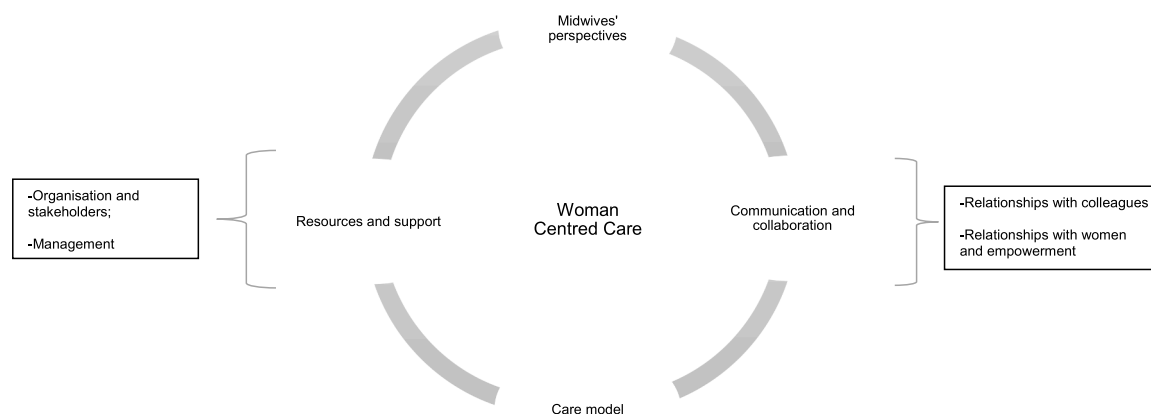 Midwives'
perspectives
-Organisation and
stakeholders;
-Management
Resources and support
Woman
Centred Care
Communication and
collaboration
-Relationships with colleagues
-Relationships with women
and empowerment
Care model